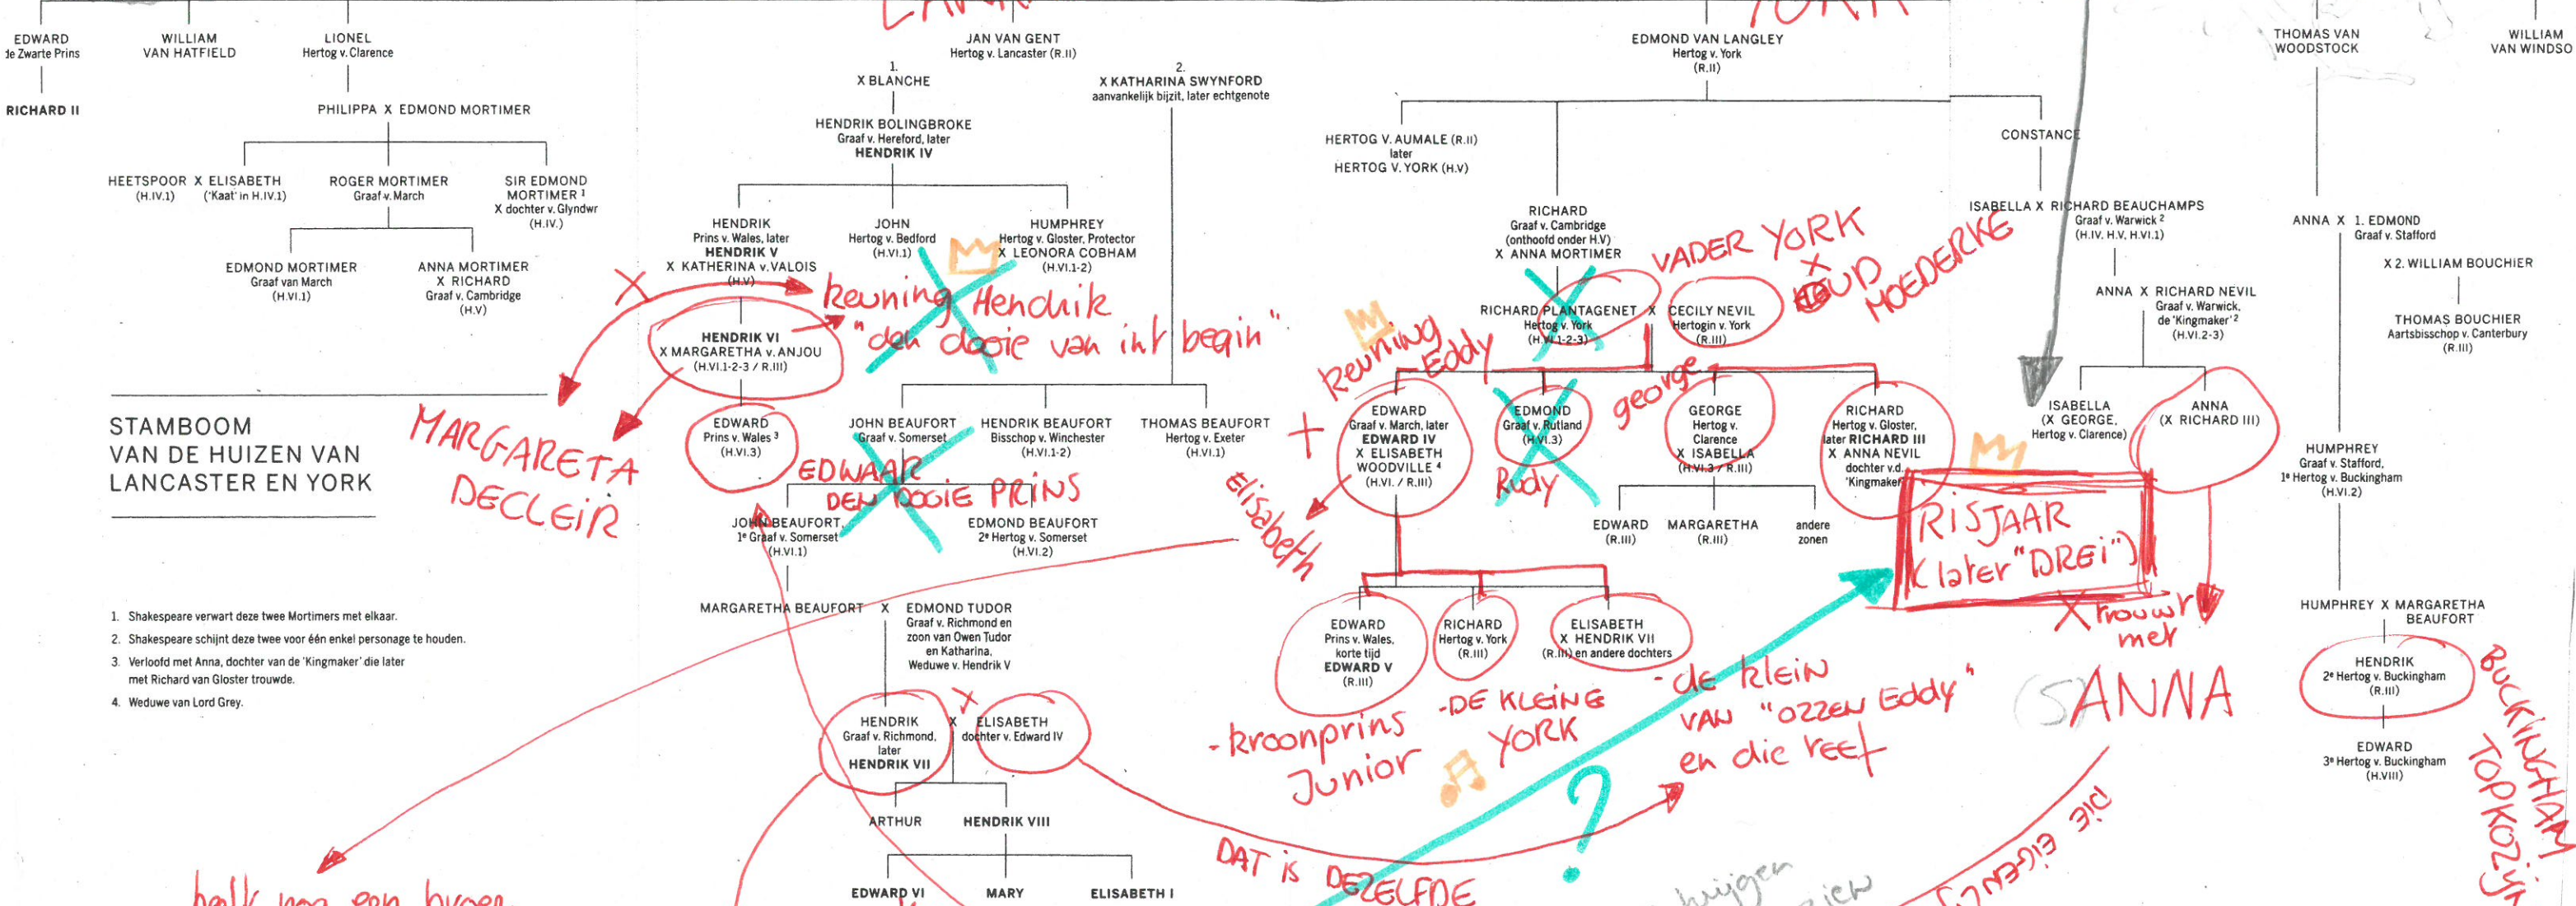 EDWARD
de Zwarte Prins
RICHARD II
WILLIAM
VAN HATFIELD
LIONEL
Hertog v. Clarence
PHILIPPA X EDMOND MORTIMER
HEETSPOOR X ELISABETH
(H.IV.1) ('Kaat' in H.IV.1)
ROGER MORTIMER
Graaf v. March
SIR EDMOND
MORTIMER 1
X dochter v. Glyndwr
(H.IV.)
EDMOND MORTIMER
Graaf van March
(H.VI.1)
ANNA MORTIMER
X RICHARD
Graaf v. Cambridge
(H.V)
JAN VAN GENT
Hertog v. Lancaster (R.II)
1.
X BLANCHE
2.
X KATHARINA SWYNFORD
aanvankelijk bijzit, later echtgenote
HENDRIK BOLINGBROKE
Graaf v. Hereford, later
HENDRIK IV
HENDRIK
Prins v. Wales, later
HENDRIK V
X KATHERINA v. VALOIS
(H.V)
JOHN
Hertog v. Bedford
(H.VI.1)
HUMPHREY
Hertog v. Gloster, Protector
X LEONORA COBHAM
(H.VI.1-2)
X
keuning Hendrik
"den dooie van int begin"
HENDRIK VI
X MARGARETHA v. ANJOU
(H.VI.1-2-3 / R.III)
MARGARETA
DECLEIR
EDWARD
Prins v. Wales 3
(H.VI.3)
EDWAAR
DEN DOOIE PRINS
JOHN BEAUFORT
Graaf v. Somerset
HENDRIK BEAUFORT
Bisschop v. Winchester
(H.VI.1-2)
THOMAS BEAUFORT
Hertog v. Exeter
(H.VI.1)
JOHN BEAUFORT,
1e Graaf v. Somerset
(H.VI.1)
EDMOND BEAUFORT
2e Hertog v. Somerset
(H.VI.2)
MARGARETHA BEAUFORT X EDMOND TUDOR
Graaf v. Richmond en
zoon van Owen Tudor
en Katharina,
Weduwe v. Hendrik V
X
HENDRIK
Graaf v. Richmond,
later
HENDRIK VII
X
ELISABETH
dochter v. Edward IV
ARTHUR
HENDRIK VIII
EDWARD VI
MARY
ELISABETH I
STAMBOOM
VAN DE HUIZEN VAN
LANCASTER EN YORK
1. Shakespeare verwart deze twee Mortimers met elkaar.
2. Shakespeare schijnt deze twee voor één enkel personage te houden.
3. Verloofd met Anna, dochter van de 'Kingmaker' die later
met Richard van Gloster trouwde.
4. Weduwe van Lord Grey.
YORK
EDMOND VAN LANGLEY
Hertog v. York
(R.II)
HERTOG V. AUMALE (R.II)
later
HERTOG V. YORK (H.V)
RICHARD
Graaf v. Cambridge
(onthoofd onder H.V)
X ANNA MORTIMER
CONSTANCE
ISABELLA X RICHARD BEAUCHAMPS
Graaf v. Warwick 2
(H.IV. H.V. H.VI.1)
ANNA X RICHARD NEVIL
Graaf v. Warwick,
de 'Kingmaker' 2
(H.VI.2-3)
VADER YORK
X
OUD
MOEDERKE
RICHARD PLANTAGENET X CECILY NEVIL
Hertog v. York
(H.VI.1-2-3)
Hertogin v. York
(R.III)
keuning
Eddy
+
Elisabeth
EDWARD
Graaf v. March, later
EDWARD IV
X ELISABETH
WOODVILLE 4
(H.VI. / R.III)
EDMOND
Graaf v. Rutland
(H.VI.3)
Rudy
george
GEORGE
Hertog v.
Clarence
X ISABELLA
(H.VI.3 / R.III)
RICHARD
Hertog v. Gloster,
later RICHARD III
X ANNA NEVIL
dochter v.d.
'Kingmaker'
ISABELLA
(X GEORGE,
Hertog v. Clarence)
ANNA
(X RICHARD III)
EDWARD
(R.III)
MARGARETHA
(R.III)
andere
zonen
RISJAAR
(later "DREI")
X trouwt
met
(S)ANNA
EDWARD
Prins v. Wales,
korte tijd
EDWARD V
(R.III)
RICHARD
Hertog v. York
(R.III)
ELISABETH
X HENDRIK VII
(R.III) en andere dochters
- kroonprins
Junior
- DE KLEINE
YORK
- de klein
VAN "OZZEN Eddy"
en die reet
?
DAT is DEZELFDE
huigen
DIE EIGENL
THOMAS VAN
WOODSTOCK
WILLIAM
VAN WINDSO
ANNA X 1. EDMOND
Graaf v. Stafford
X 2. WILLIAM BOUCHIER
THOMAS BOUCHIER
Aartsbisschop v. Canterbury
(R.III)
HUMPHREY
Graaf v. Stafford,
1e Hertog v. Buckingham
(H.VI.2)
HUMPHREY X MARGARETHA
BEAUFORT
HENDRIK
2e Hertog v. Buckingham
(R.III)
EDWARD
3e Hertog v. Buckingham
(H.VIII)
BUCKINGHAM
TOPKOZIJN